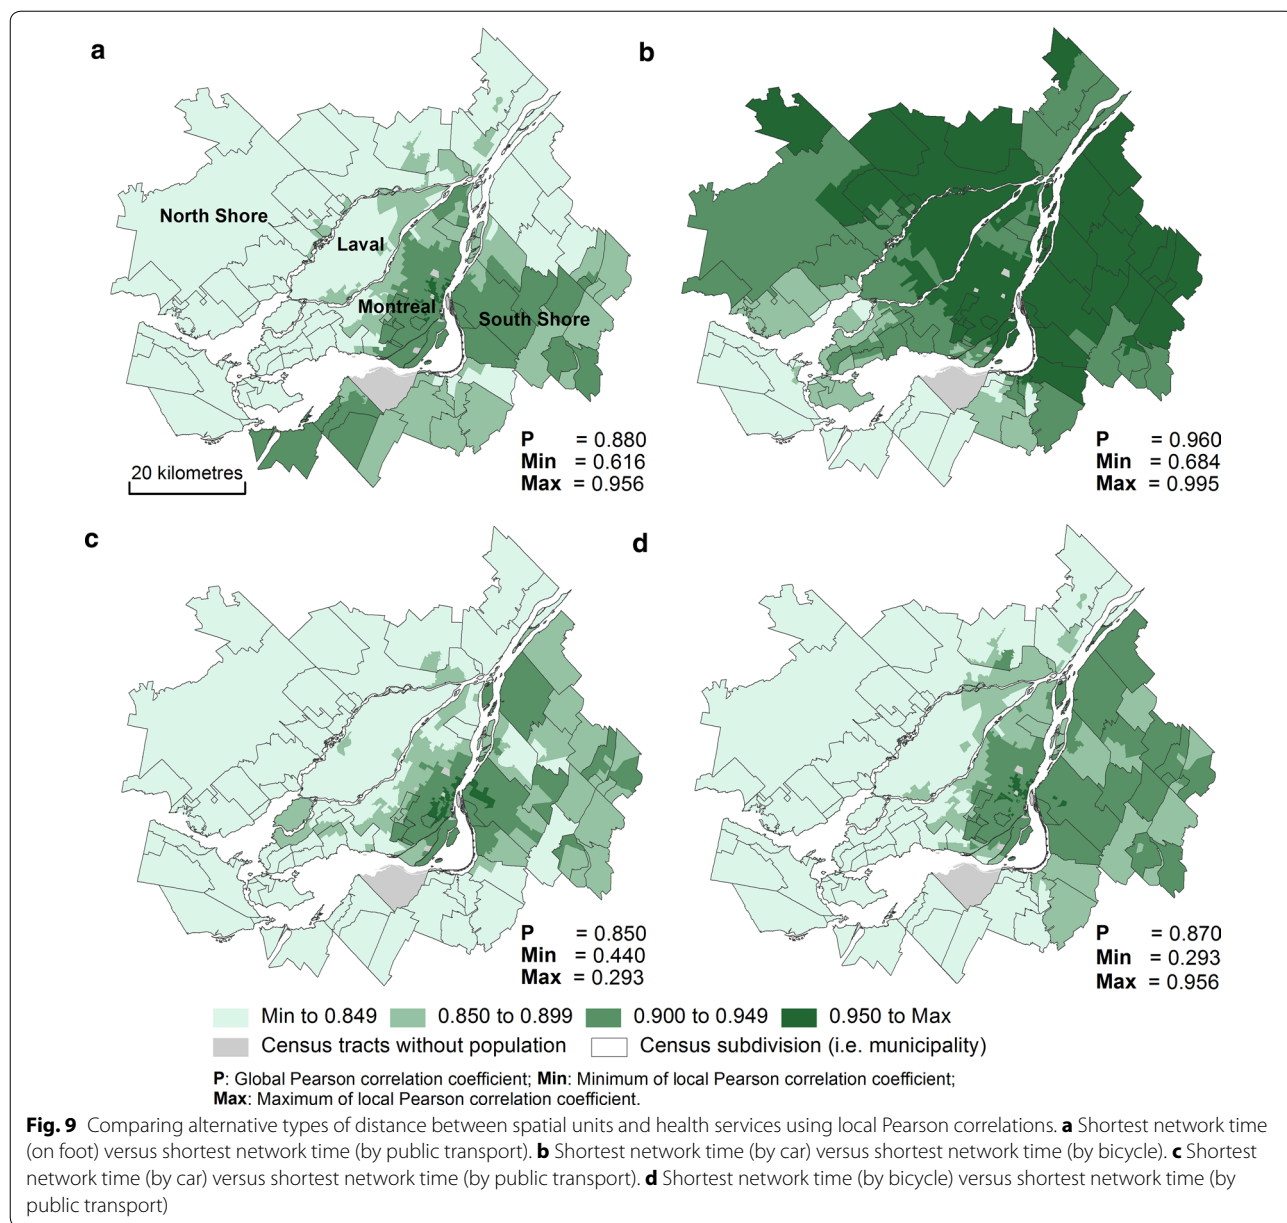 a
b
North Shore
Laval
Montreal
South Shore
P = 0.880
Min = 0.616
Max = 0.956
20 kilometres
P = 0.960
Min = 0.684
Max = 0.995
c
d
P = 0.850
Min = 0.440
Max = 0.293
P = 0.870
Min = 0.293
Max = 0.956
Min to 0.849 0.850 to 0.899 0.900 to 0.949 0.950 to Max
Census tracts without population Census subdivision (i.e. municipality)
P: Global Pearson correlation coefficient; Min: Minimum of local Pearson correlation coefficient;
Max: Maximum of local Pearson correlation coefficient.
Fig. 9 Comparing alternative types of distance between spatial units and health services using local Pearson correlations. a Shortest network time
(on foot) versus shortest network time (by public transport). b Shortest network time (by car) versus shortest network time (by bicycle). c Shortest
network time (by car) versus shortest network time (by public transport). d Shortest network time (by bicycle) versus shortest network time (by
public transport)